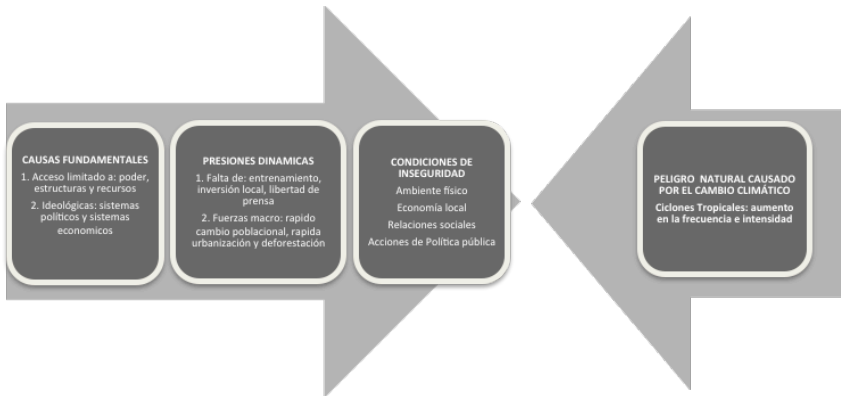 CAUSAS FUNDAMENTALES
1. Acceso limitado a: poder,
estructuras y recursos
2. Ideológicas: sistemas
políticos y sistemas
economicos
PRESIONES DINAMICAS
1. Falta de: entrenamiento,
inversión local, libertad de
prensa
2. Fuerzas macro: rapido
cambio poblacional, rapida
urbanización y deforestación
CONDICIONES DE
INSEGURIDAD
Ambiente físico
Economía local
Relaciones sociales
Acciones de Política pública
PELIGRO NATURAL CAUSADO
POR EL CAMBIO CLIMÁTICO
Ciclones Tropicales: aumento
en la frecuencia e intensidad